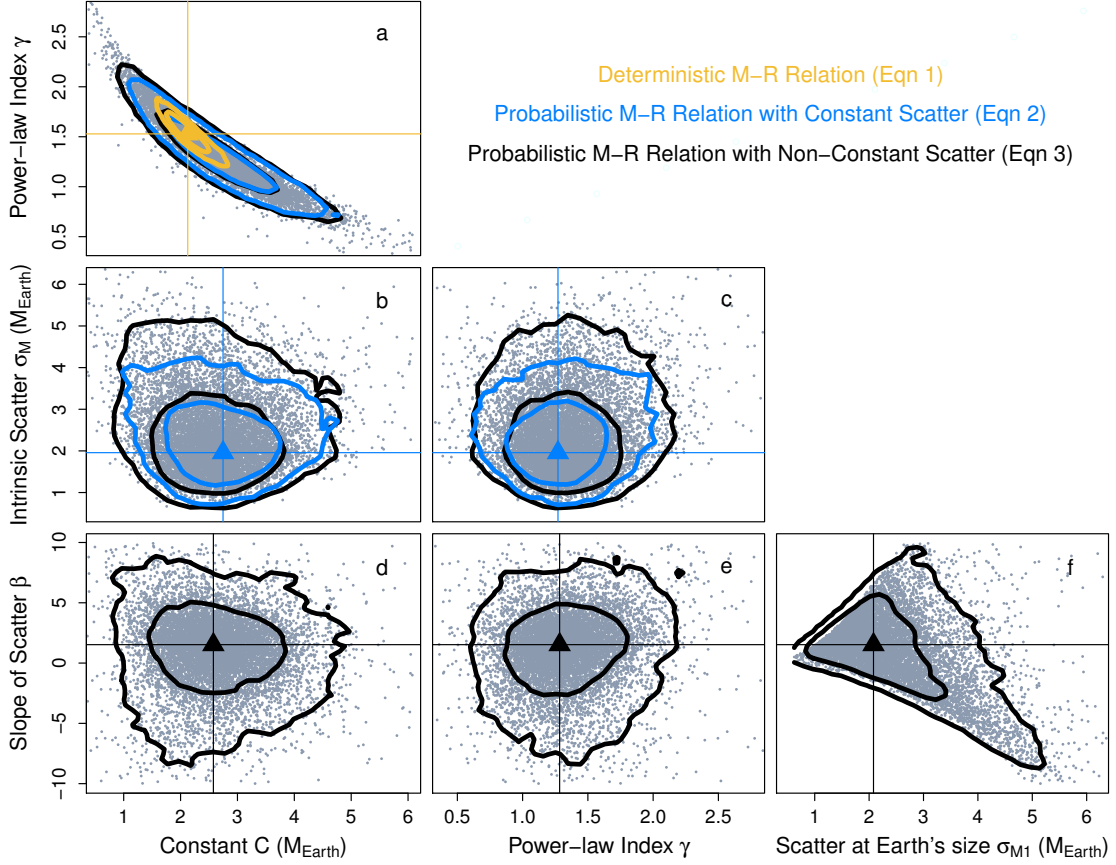 a
Deterministic M−R Relation (Eqn 1)
Probabilistic M−R Relation with Constant Scatter (Eqn 2)
Probabilistic M−R Relation with Non−Constant Scatter (Eqn 3)
Power−law Index γ
0.5 1.0 1.5 2.0 2.5
b
c
Intrinsic Scatter σM (MEarth)
1 2 3 4 5 6
d
e
f
Slope of Scatter β
−10 −5 0 5 10
1 2 3 4 5 6
0.5 1.0 1.5 2.0 2.5
1 2 3 4 5 6
Constant C (MEarth)
Power−law Index γ
Scatter at Earth's size σM1 (MEarth)